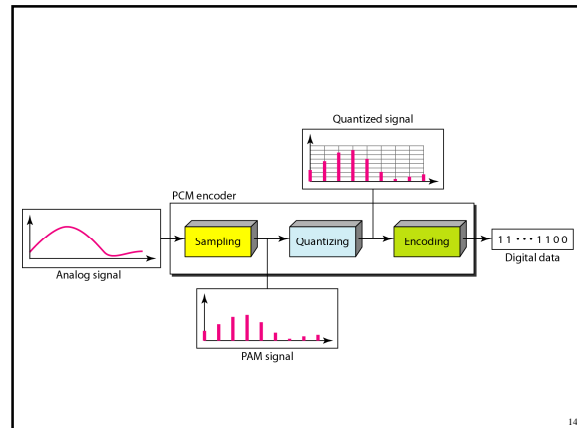 Quantized signal
PCM encoder
Sampling
Quantizing
Encoding
11 ··· 1100
Digital data
Analog signal
PAM signal
14